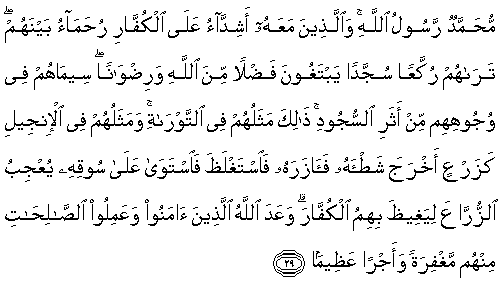 مُّحَمَّدٌ رَّسُولُ ٱللَّهِ ۚ وَٱلَّذِينَ مَعَهُۥٓ أَشِدَّآءُ عَلَى ٱلْكُفَّارِ رُحَمَآءُ بَيْنَهُمْ ۖ
تَرَىٰهُمْ رُكَّعًا سُجَّدًا يَبْتَغُونَ فَضْلًا مِّنَ ٱللَّهِ وَرِضْوَٰنًا ۖ سِيمَاهُمْ فِى
وُجُوهِهِم مِّنْ أَثَرِ ٱلسُّجُودِ ۚ ذَٰلِكَ مَثَلُهُمْ فِى ٱلتَّوْرَىٰةِ ۚ وَمَثَلُهُمْ فِى ٱلْإِنجِيلِ
كَزَرْعٍ أَخْرَجَ شَطْـَٔهُۥ فَـَٔازَرَهُۥ فَٱسْتَغْلَظَ فَٱسْتَوَىٰ عَلَىٰ سُوقِهِۦ يُعْجِبُ
ٱلزُّرَّاعَ لِيَغِيظَ بِهِمُ ٱلْكُفَّارَ ۗ وَعَدَ ٱللَّهُ ٱلَّذِينَ ءَامَنُوا۟ وَعَمِلُوا۟ ٱلصَّٰلِحَٰتِ
مِنْهُم مَّغْفِرَةً وَأَجْرًا عَظِيمًۢا ٢٩